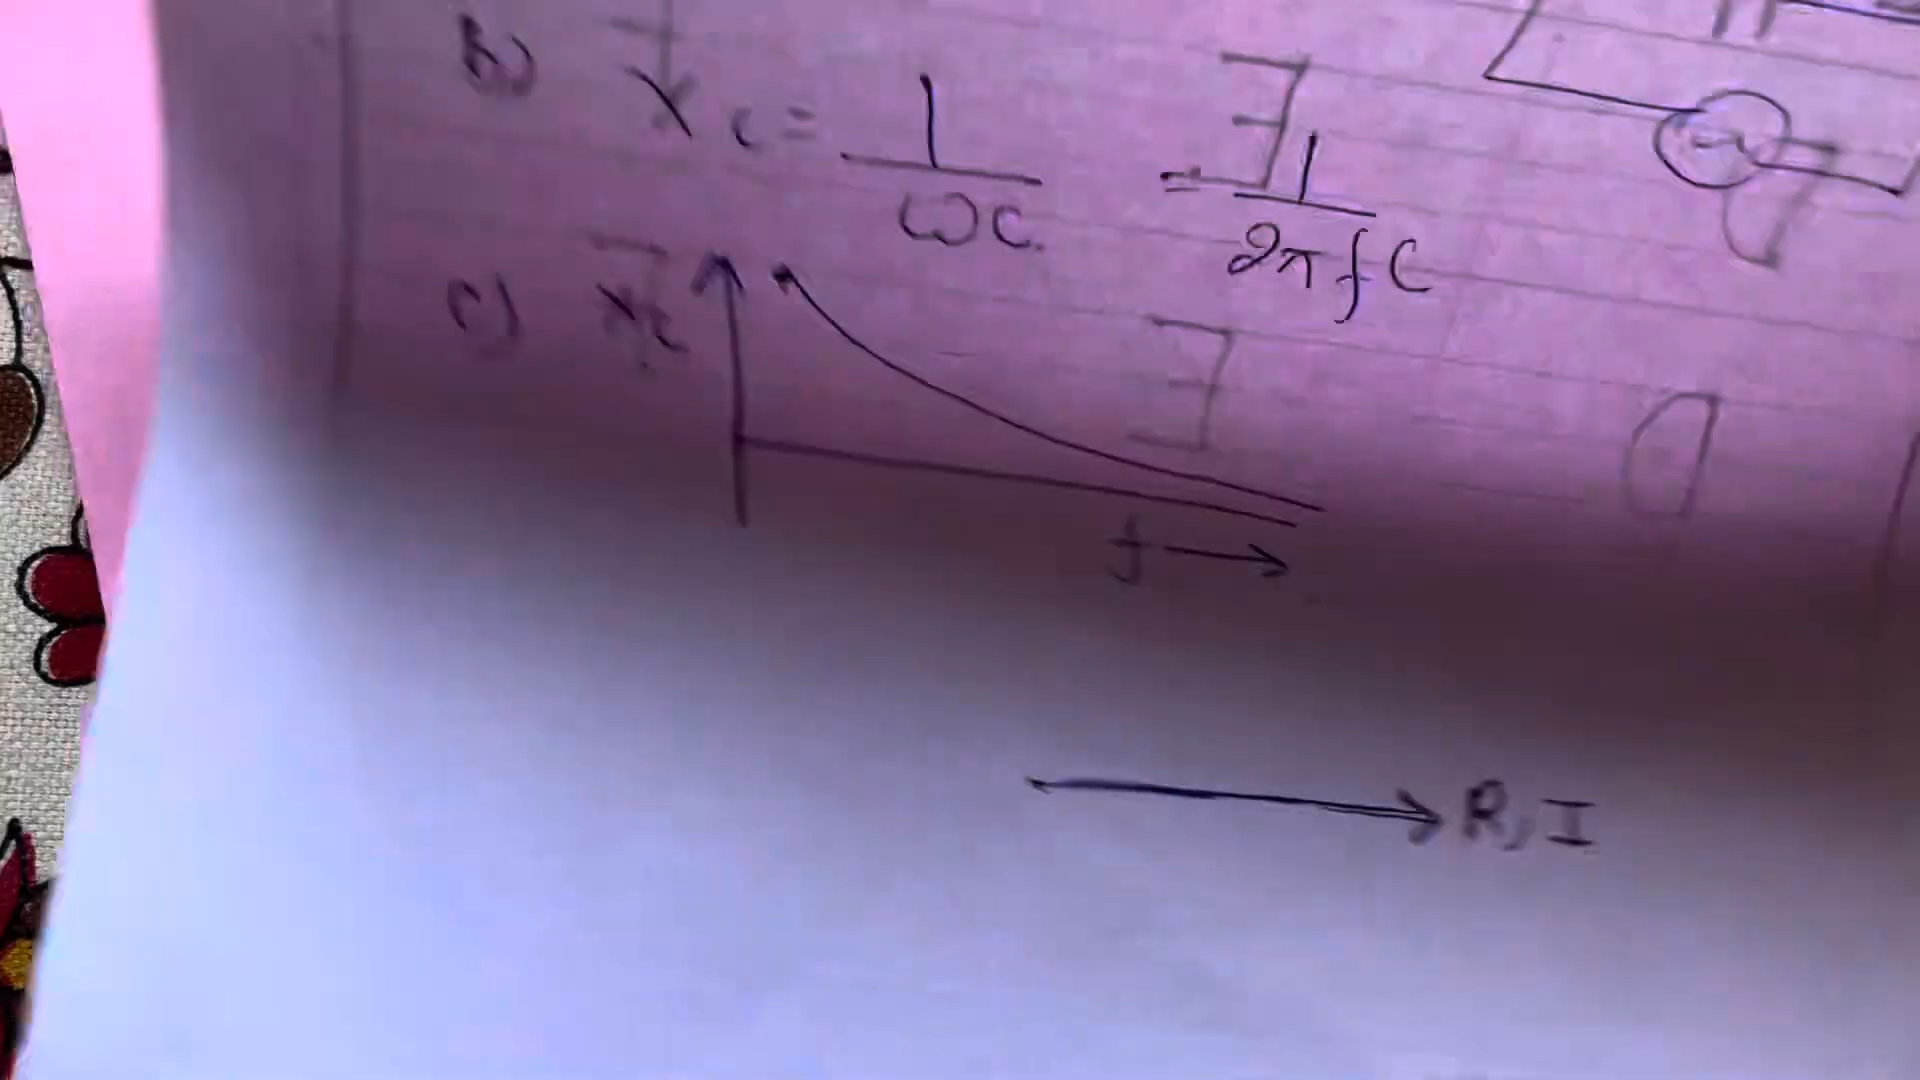 b) Xc = 1/ωC = 1/2πfC
c) Xc
f →
R, I